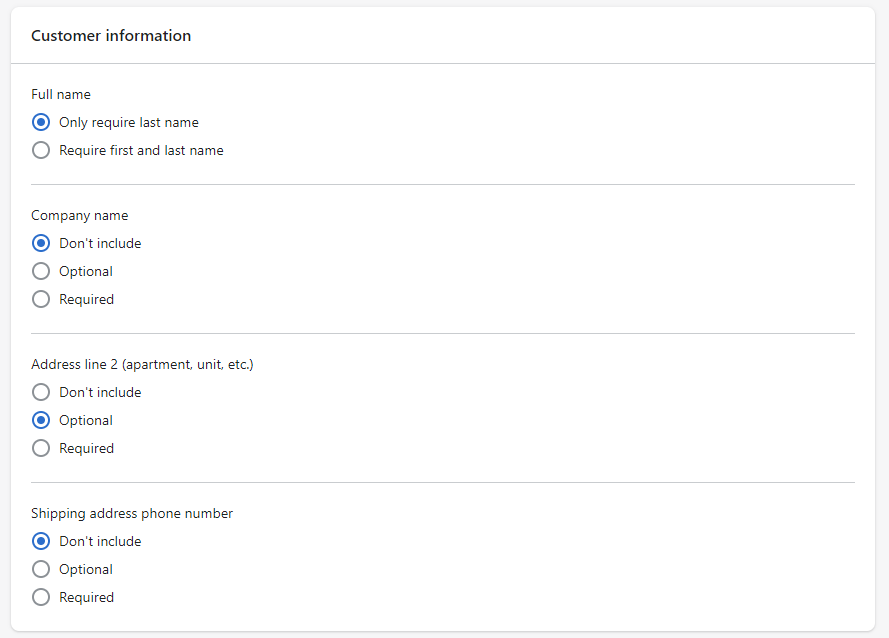 Customer information
Full name
Only require last name
Require first and last name
Company name
Don't include
Optional
Required
Address line 2 (apartment, unit, etc.)
Don't include
Optional
Required
Shipping address phone number
Don't include
Optional
Required